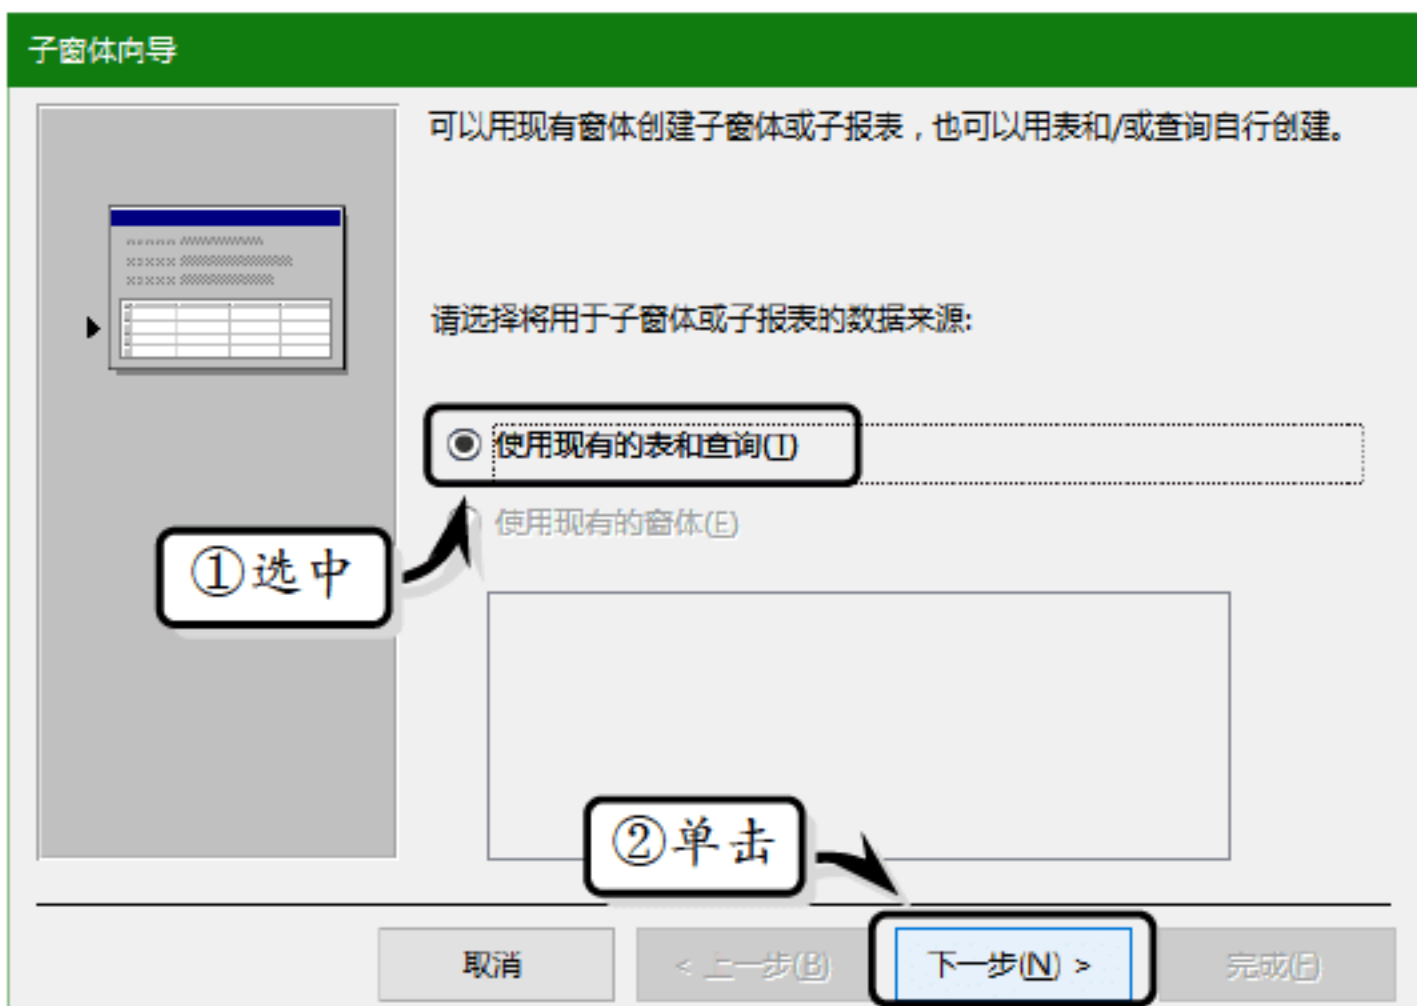 子窗体向导
可以用现有窗体创建子窗体或子报表，也可以用表和/或查询自行创建。
请选择将用于子窗体或子报表的数据来源:
使用现有的表和查询(T)
使用现有的窗体(E)
①选中
②单击
取消
< 上一步(B)
下一步(N) >
完成(F)